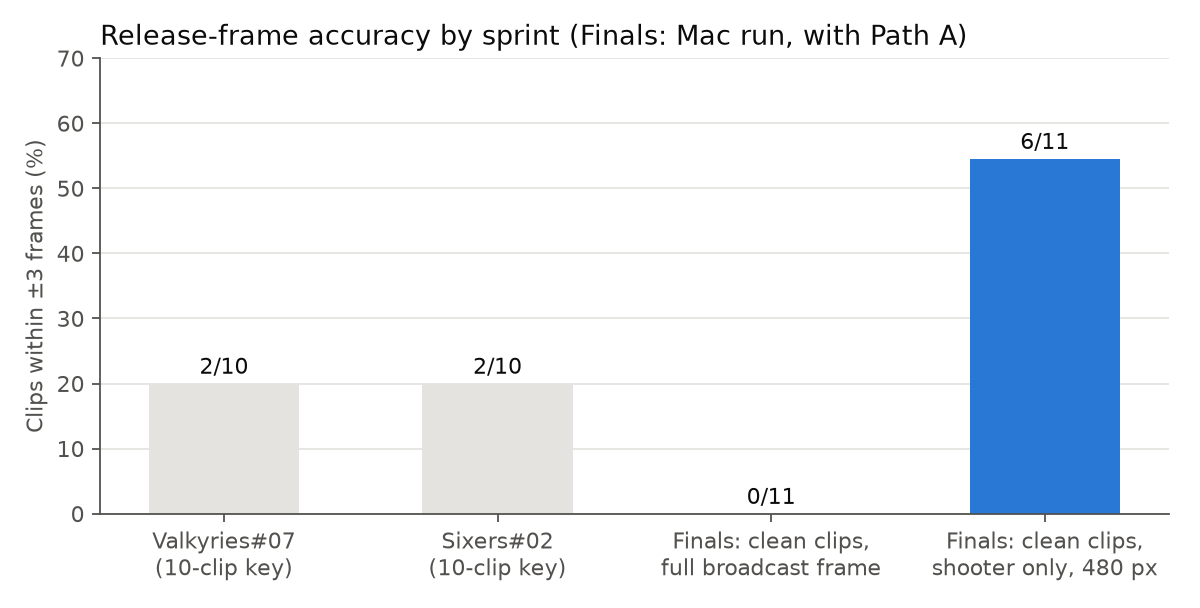 Release-frame accuracy by sprint (Finals: Mac run, with Path A)
Clips within ±3 frames (%)
70
60
50
40
30
20
10
0
2/10
2/10
0/11
6/11
Valkyries#07
(10-clip key)
Sixers#02
(10-clip key)
Finals: clean clips,
full broadcast frame
Finals: clean clips,
shooter only, 480 px